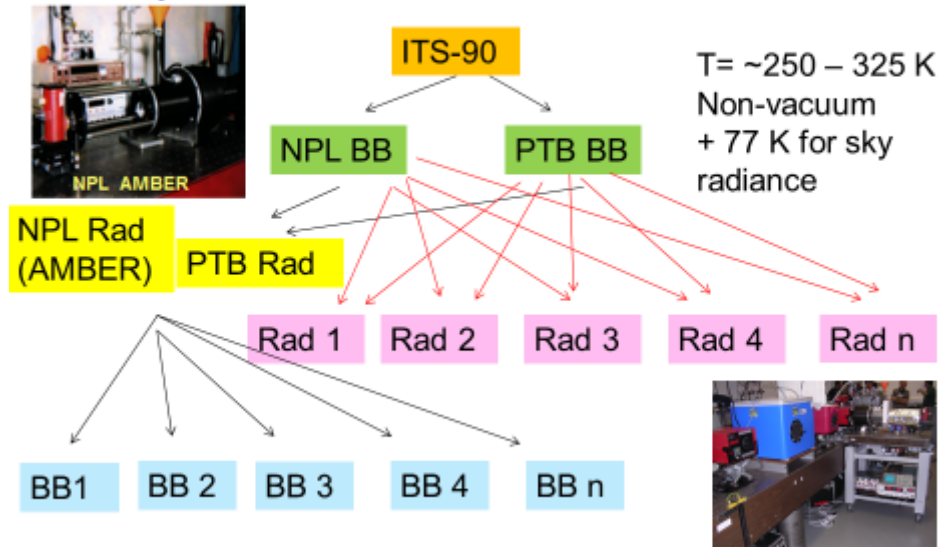 ITS-90
T= ~250 – 325 K
Non-vacuum
+ 77 K for sky
radiance
NPL BB
PTB BB
NPL AMBER
NPL Rad
(AMBER)
PTB Rad
Rad 1
Rad 2
Rad 3
Rad 4
Rad n
BB1
BB 2
BB 3
BB 4
BB n